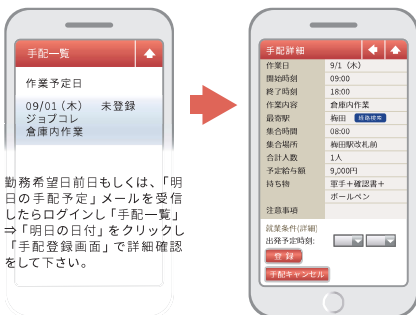 手配一覧
作業予定日
09/01（木） 未登録
ジョブコレ
倉庫内作業
勤務希望日前日もしくは、「明
日の手配予定」メールを受信
したらログインし「手配一覧」
⇒「明日の日付」をクリックし
「手配登録画面」で詳細確認
をして下さい。
手配詳細
作業日 9/1（木）
開始時刻 09:00
終了時刻 18:00
作業内容 倉庫内作業
最寄駅 梅田 経路検索
集合時間 08:00
集合場所 梅田駅改札前
合計人数 1人
予定給与額 9,000円
持ち物 軍手＋確認書＋
ボールペン
注意事項
就業条件(詳細)
出発予定時刻:
登 録
手配キャンセル